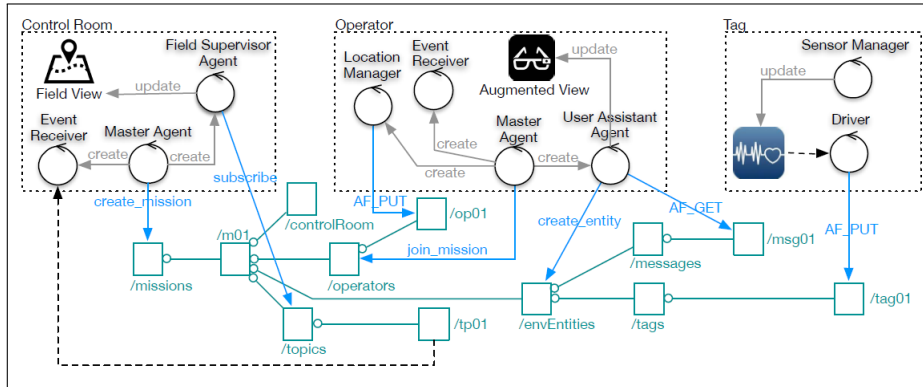 Control Room
Operator
Tag
Field Supervisor
Agent
update
Field View
Event
Receiver
Master Agent
create
create
Location
Manager
Event
Receiver
update
Augmented View
Master
Agent
User Assistant
Agent
create
create
create
Sensor Manager
update
Driver
subscribe
create_mission
AF_PUT
create_entity
AF_GET
AF_PUT
/controlRoom
/op01
/m01
join_mission
/missions
/operators
/messages
/msg01
/topics
/tp01
/envEntities
/tags
/tag01